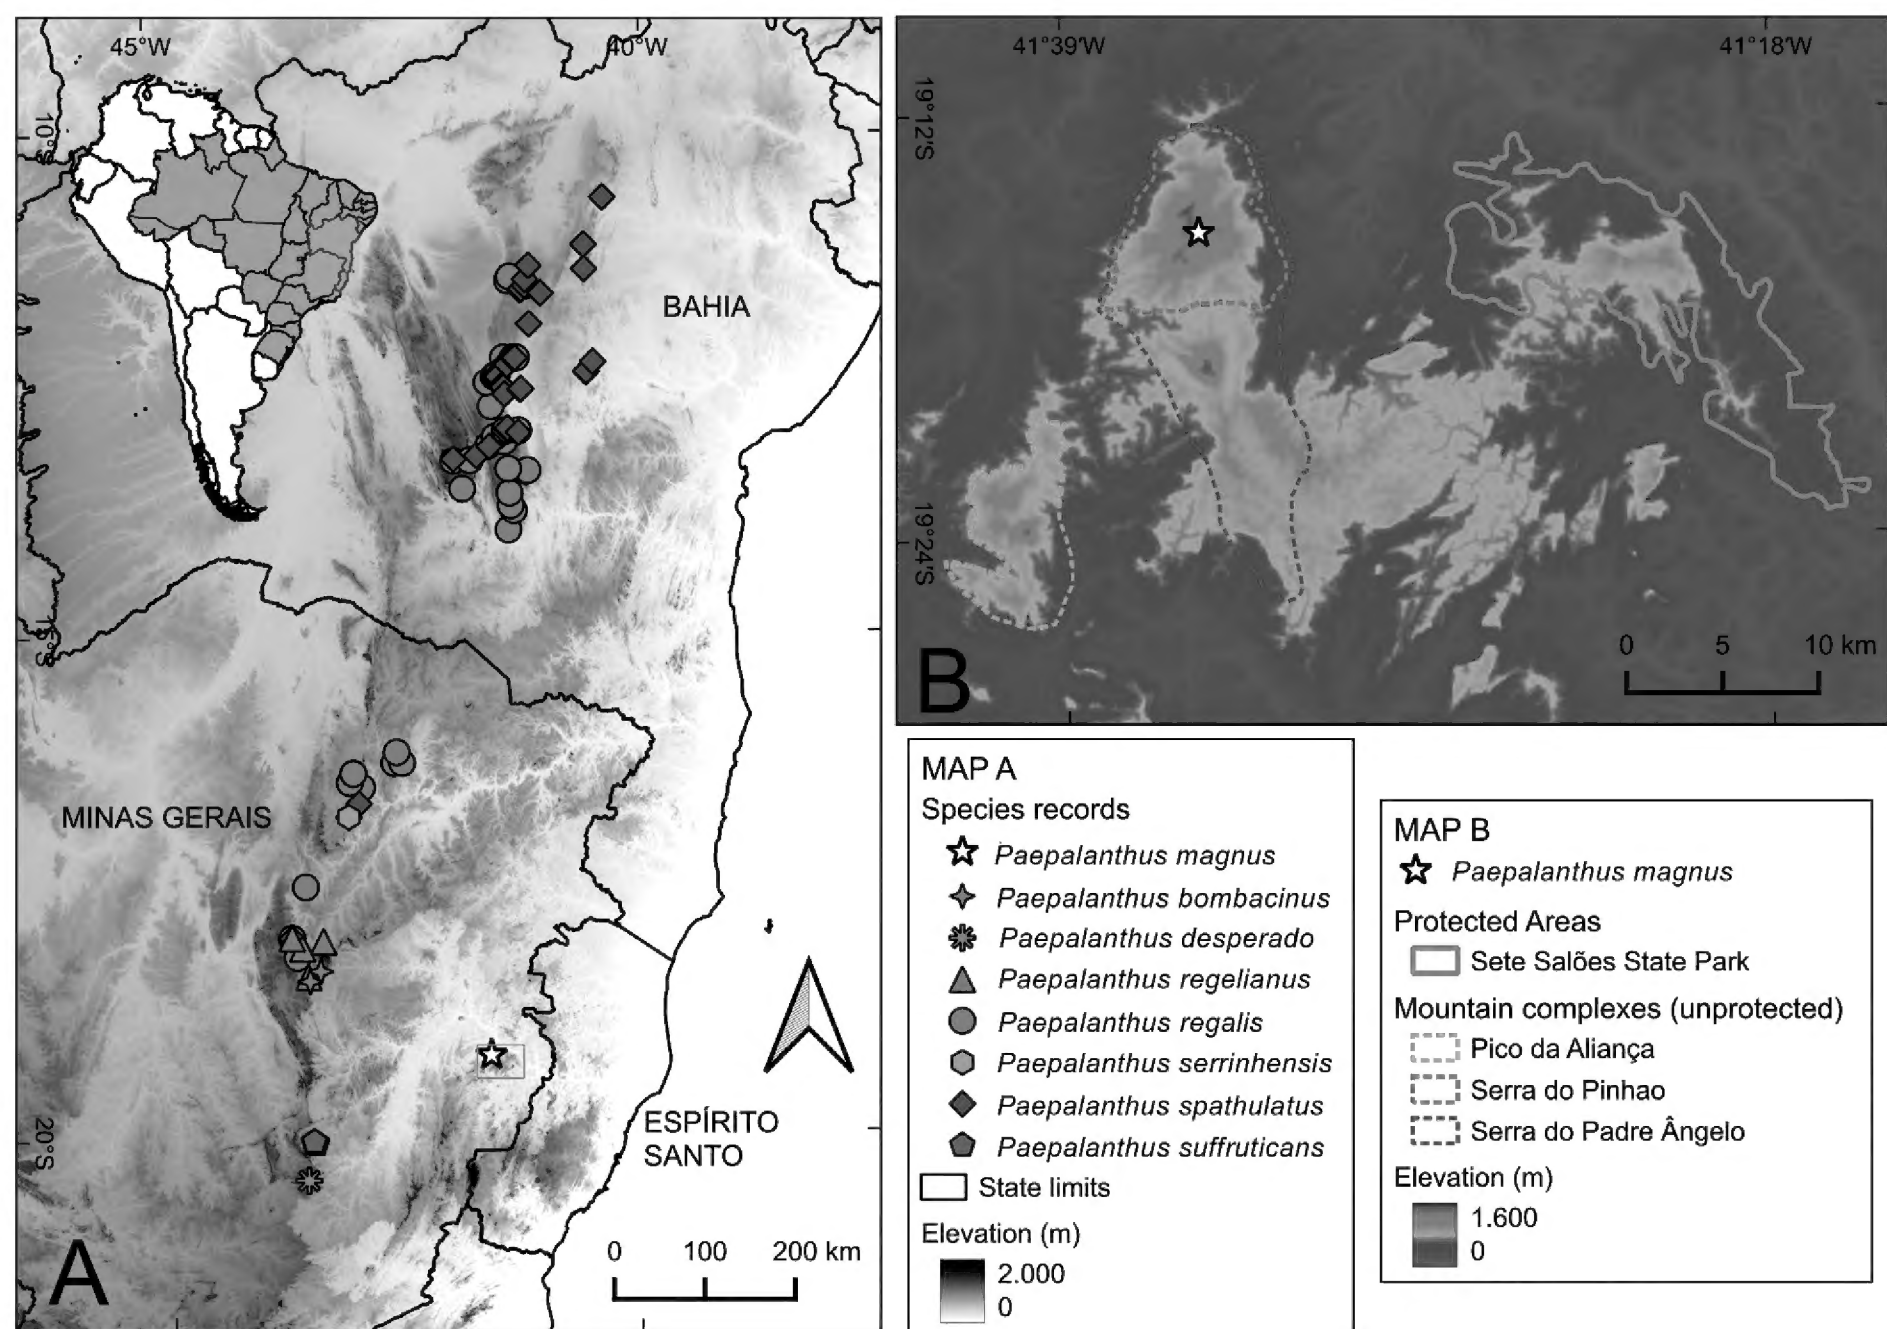 45°W
40°W
10°S
15°S
20°S
BAHIA
MINAS GERAIS
ESPÍRITO
SANTO
A
0 100 200 km
41°39'W
41°18'W
19°12'S
19°24'S
B
0 5 10 km
MAP A
Species records
Paepalanthus magnus
Paepalanthus bombacinus
Paepalanthus desperado
Paepalanthus regelianus
Paepalanthus regalis
Paepalanthus serrinhensis
Paepalanthus spathulatus
Paepalanthus suffruticans
State limits
Elevation (m)
2.000
0
MAP B
Paepalanthus magnus
Protected Areas
Sete Salões State Park
Mountain complexes (unprotected)
Pico da Aliança
Serra do Pinhao
Serra do Padre Ângelo
Elevation (m)
1.600
0